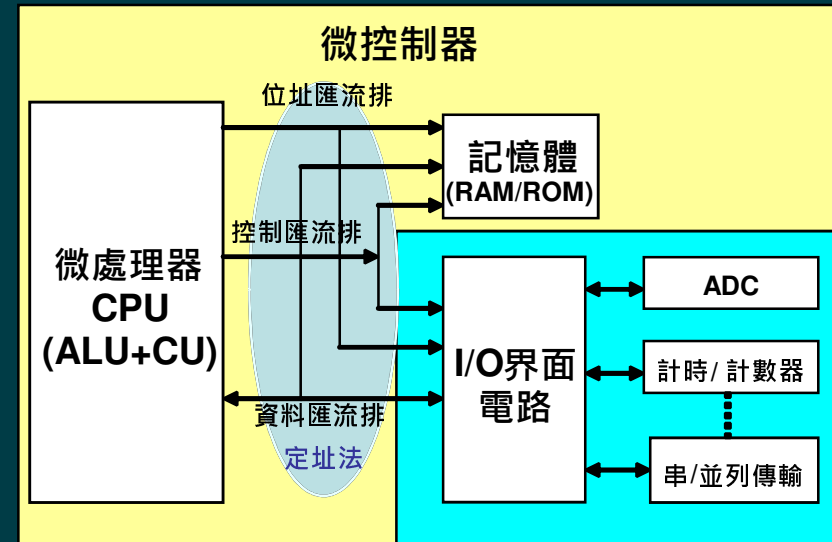 微控制器
位址匯流排
記憶體
(RAM/ROM)
控制匯流排
微處理器
CPU
(ALU+CU)
資料匯流排
定址法
I/O界面
電路
ADC
計時/計數器
串/並列傳輸